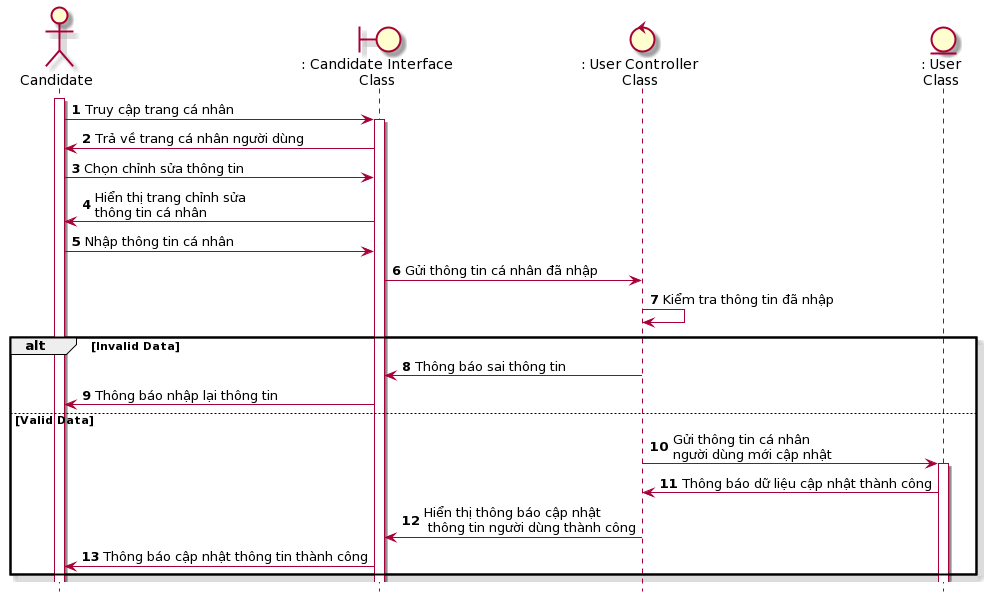 Candidate
: Candidate Interface
Class
: User Controller
Class
: User
Class
1 Truy cập trang cá nhân
2 Trả về trang cá nhân người dùng
3 Chọn chỉnh sửa thông tin
4 Hiển thị trang chỉnh sửa
thông tin cá nhân
5 Nhập thông tin cá nhân
6 Gửi thông tin cá nhân đã nhập
7 Kiểm tra thông tin đã nhập
alt [Invalid Data]
8 Thông báo sai thông tin
9 Thông báo nhập lại thông tin
[Valid Data]
10 Gửi thông tin cá nhân
người dùng mới cập nhật
11 Thông báo dữ liệu cập nhật thành công
12 Hiển thị thông báo cập nhật
thông tin người dùng thành công
13 Thông báo cập nhật thông tin thành công